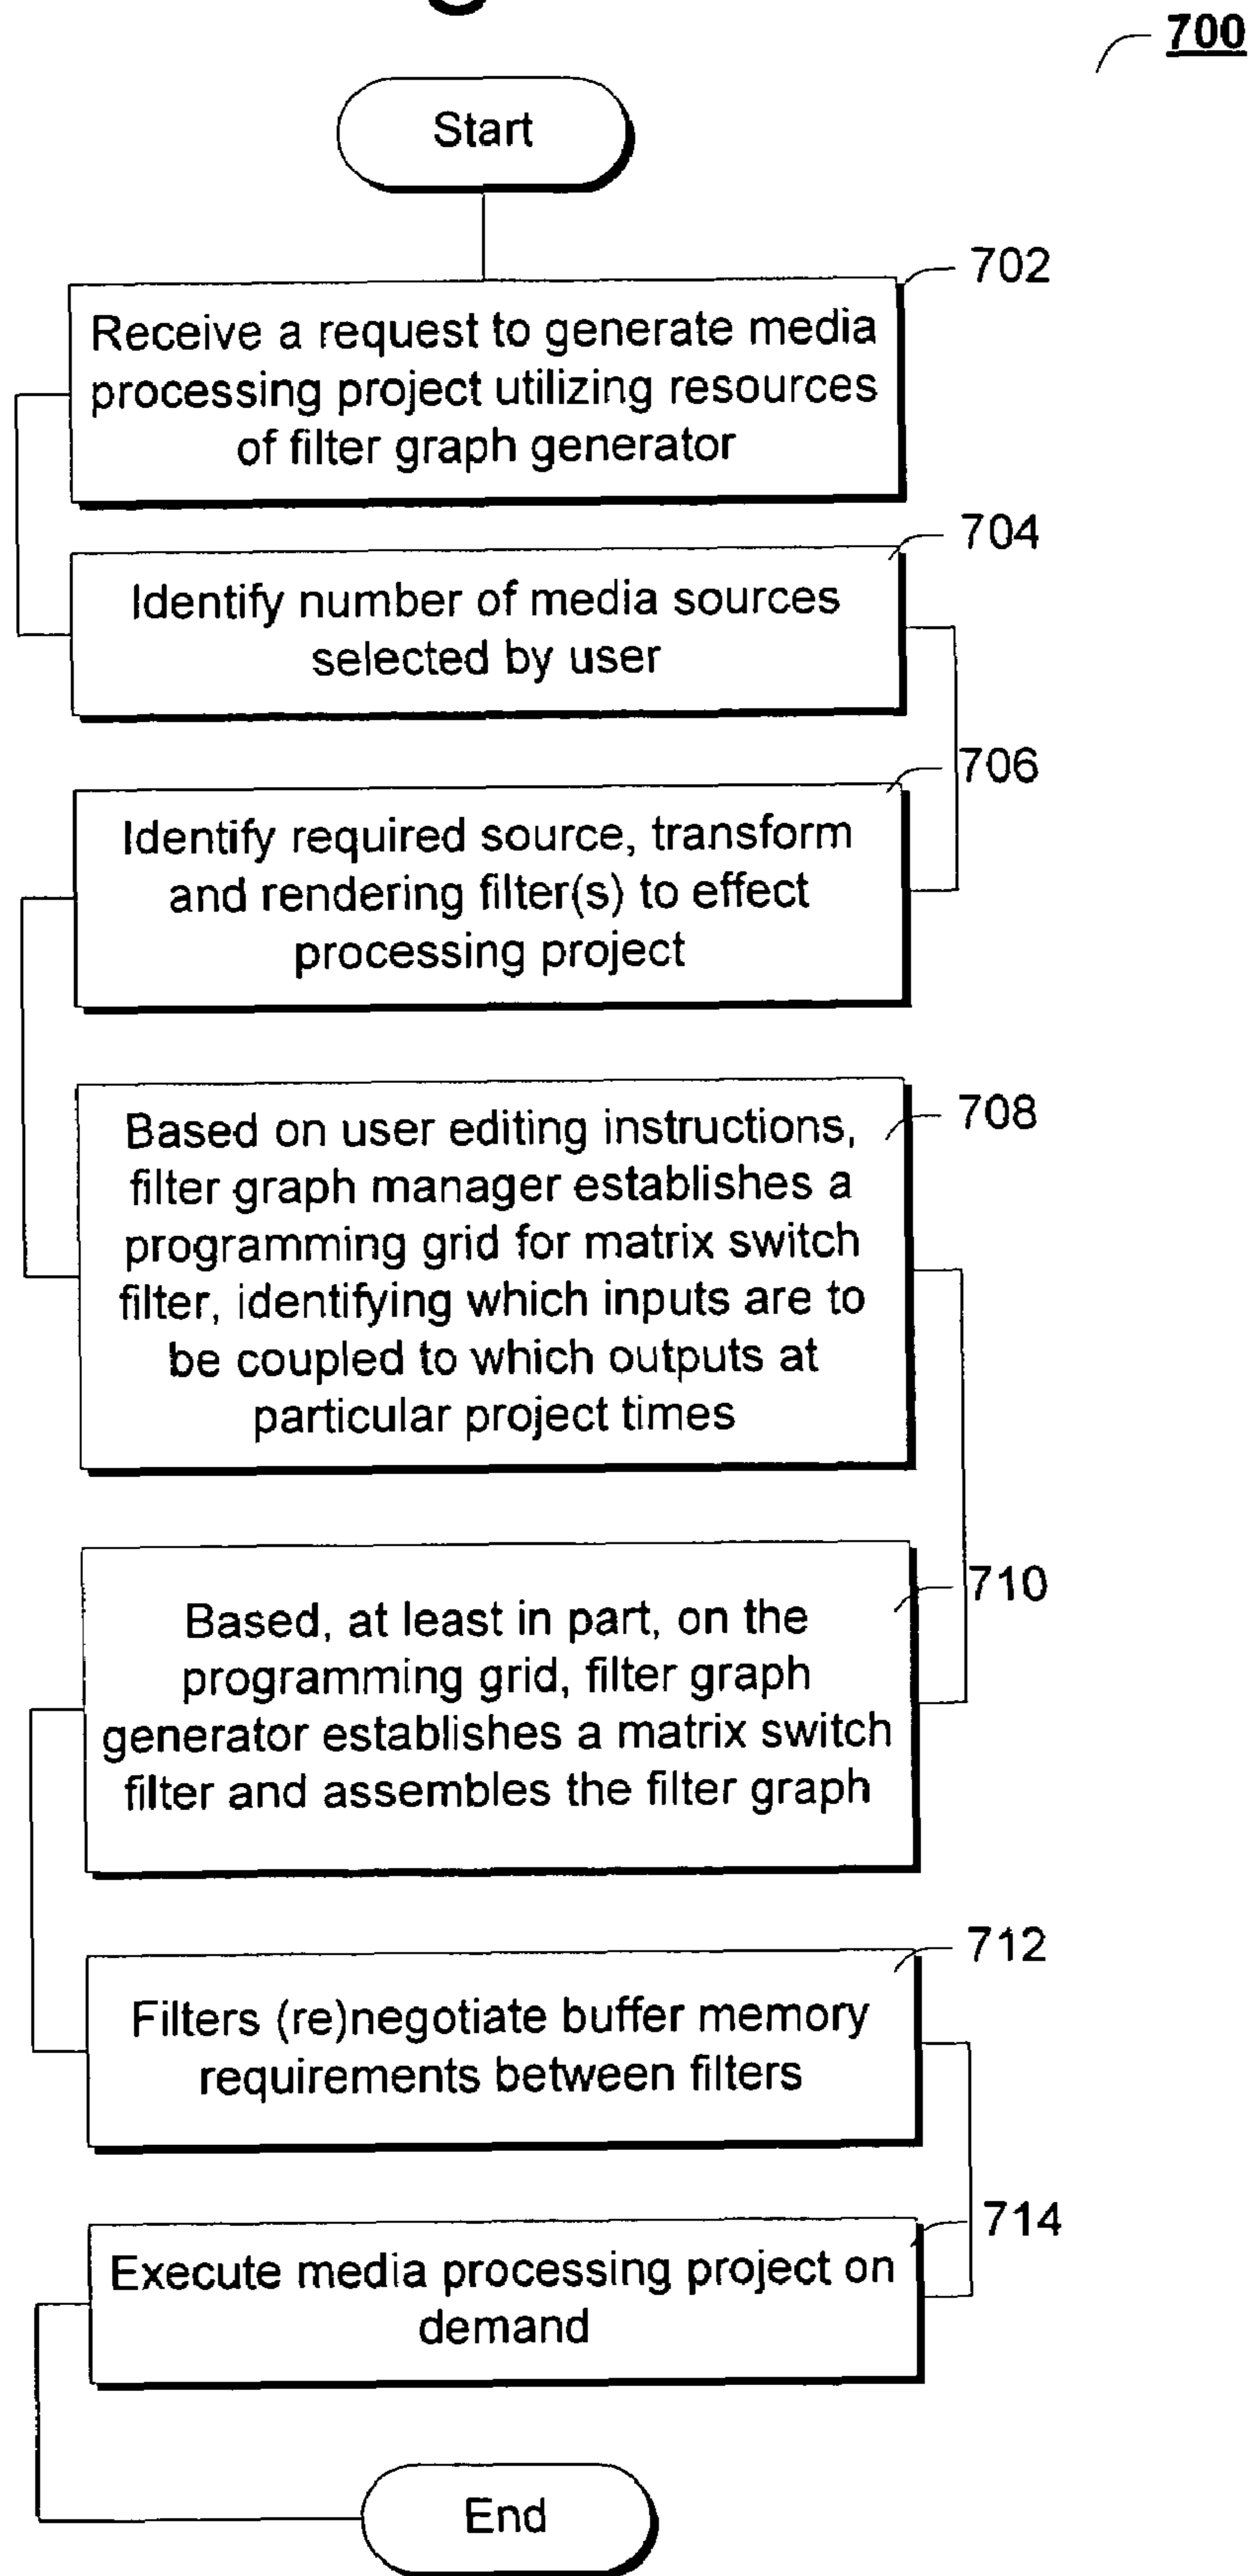 700
Start
702
Receive a request to generate media
processing project utilizing resources
of filter graph generator
704
Identify number of media sources
selected by user
706
Identify required source, transform
and rendering filter(s) to effect
processing project
708
Based on user editing instructions,
filter graph manager establishes a
programming grid for matrix switch
filter, identifying which inputs are to
be coupled to which outputs at
particular project times
710
Based, at least in part, on the
programming grid, filter graph
generator establishes a matrix switch
filter and assembles the filter graph
712
Filters (re)negotiate buffer memory
requirements between filters
714
Execute media processing project on
demand
End